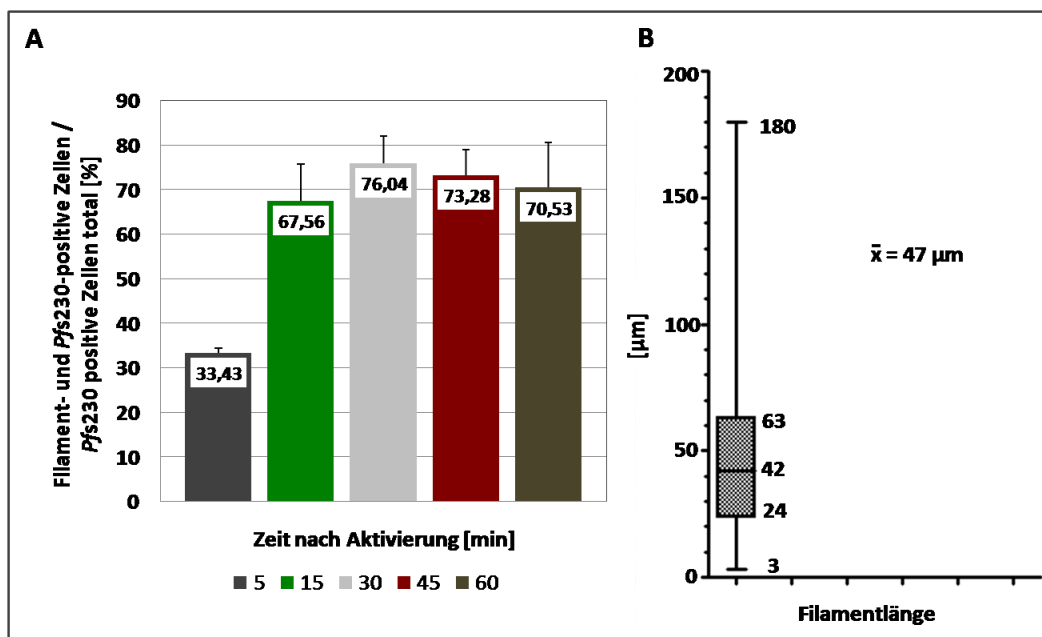 A
Filament- und Pfs230-positive Zellen /
Pfs230 positive Zellen total [%]
90
80
70
60
50
40
30
20
10
0
33,43
67,56
76,04
73,28
70,53
Zeit nach Aktivierung [min]
5 15 30 45 60
B
[µm]
200
150
100
50
0
180
63
42
24
3
x̄ = 47 µm
Filamentlänge